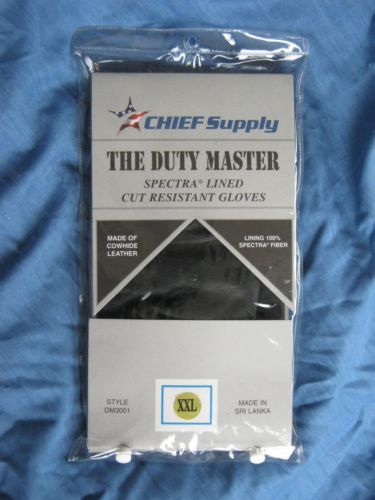 CHIEF Supply
THE DUTY MASTER
SPECTRA® LINED
CUT RESISTANT GLOVES
MADE OF
COWHIDE
LEATHER
LINING 100%
SPECTRA® FIBER
STYLE
DM3001
XXL
MADE IN
SRI LANKA